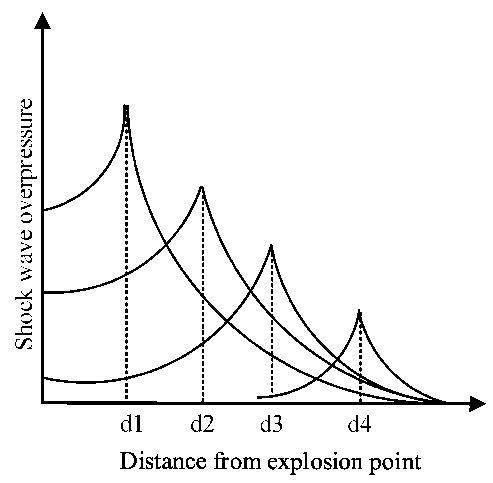 Shock wave overpressure
d1 d2 d3 d4
Distance from explosion point